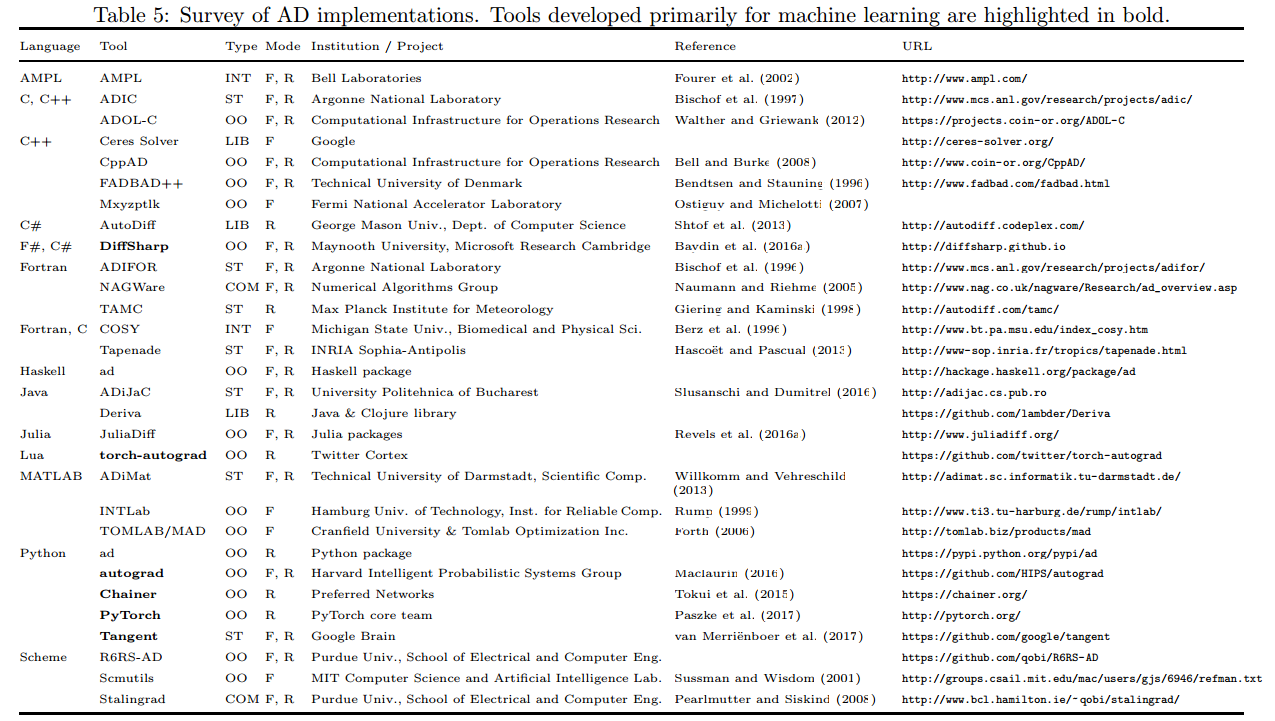 Table 5: Survey of AD implementations. Tools developed primarily for machine learning are highlighted in bold.
Language Tool Type Mode Institution / Project Reference URL
AMPL AMPL INT F, R Bell Laboratories Fourer et al. (2002) http://www.ampl.com/
C, C++ ADIC ST F, R Argonne National Laboratory Bischof et al. (1997) http://www.mcs.anl.gov/research/projects/adic/
ADOL-C OO F, R Computational Infrastructure for Operations Research Walther and Griewank (2012) https://projects.coin-or.org/ADOL-C
C++ Ceres Solver LIB F Google http://ceres-solver.org/
CppAD OO F, R Computational Infrastructure for Operations Research Bell and Burke (2008) http://www.coin-or.org/CppAD/
FADBAD++ OO F, R Technical University of Denmark Bendtsen and Stauning (1996) http://www.fadbad.com/fadbad.html
Mxyzptlk OO F Fermi National Accelerator Laboratory Ostiguy and Michelotti (2007)
C# AutoDiff LIB R George Mason Univ., Dept. of Computer Science Shtof et al. (2013) http://autodiff.codeplex.com/
F#, C# DiffSharp OO F, R Maynooth University, Microsoft Research Cambridge Baydin et al. (2016a) http://diffsharp.github.io
Fortran ADIFOR ST F, R Argonne National Laboratory Bischof et al. (1996) http://www.mcs.anl.gov/research/projects/adifor/
NAGWare COM F, R Numerical Algorithms Group Naumann and Riehme (2005) http://www.nag.co.uk/nagware/Research/ad_overview.asp
TAMC ST R Max Planck Institute for Meteorology Giering and Kaminski (1998) http://autodiff.com/tamc/
Fortran, C COSY INT F Michigan State Univ., Biomedical and Physical Sci. Berz et al. (1996) http://www.bt.pa.msu.edu/index_cosy.htm
Tapenade ST F, R INRIA Sophia-Antipolis Hascoët and Pascual (2013) http://www-sop.inria.fr/tropics/tapenade.html
Haskell ad OO F, R Haskell package http://hackage.haskell.org/package/ad
Java ADiJaC ST F, R University Politehnica of Bucharest Slusanschi and Dumitrel (2016) http://adijac.cs.pub.ro
Deriva LIB R Java & Clojure library https://github.com/lambder/Deriva
Julia JuliaDiff OO F, R Julia packages Revels et al. (2016a) http://www.juliadiff.org/
Lua torch-autograd OO R Twitter Cortex https://github.com/twitter/torch-autograd
MATLAB ADiMat ST F, R Technical University of Darmstadt, Scientific Comp. Willkomm and Vehreschild http://adimat.sc.informatik.tu-darmstadt.de/
(2013)
INTLab OO F Hamburg Univ. of Technology, Inst. for Reliable Comp. Rump (1999) http://www.ti3.tu-harburg.de/rump/intlab/
TOMLAB/MAD OO F Cranfield University & Tomlab Optimization Inc. Forth (2006) http://tomlab.biz/products/mad
Python ad OO R Python package https://pypi.python.org/pypi/ad
autograd OO F, R Harvard Intelligent Probabilistic Systems Group Maclaurin (2016) https://github.com/HIPS/autograd
Chainer OO R Preferred Networks Tokui et al. (2015) https://chainer.org/
PyTorch OO R PyTorch core team Paszke et al. (2017) http://pytorch.org/
Tangent ST F, R Google Brain van Merriënboer et al. (2017) https://github.com/google/tangent
Scheme R6RS-AD OO F, R Purdue Univ., School of Electrical and Computer Eng. https://github.com/qobi/R6RS-AD
Scmutils OO F MIT Computer Science and Artificial Intelligence Lab. Sussman and Wisdom (2001) http://groups.csail.mit.edu/mac/users/gjs/6946/refman.txt
Stalingrad COM F, R Purdue Univ., School of Electrical and Computer Eng. Pearlmutter and Siskind (2008) http://www.bcl.hamilton.ie/~qobi/stalingrad/